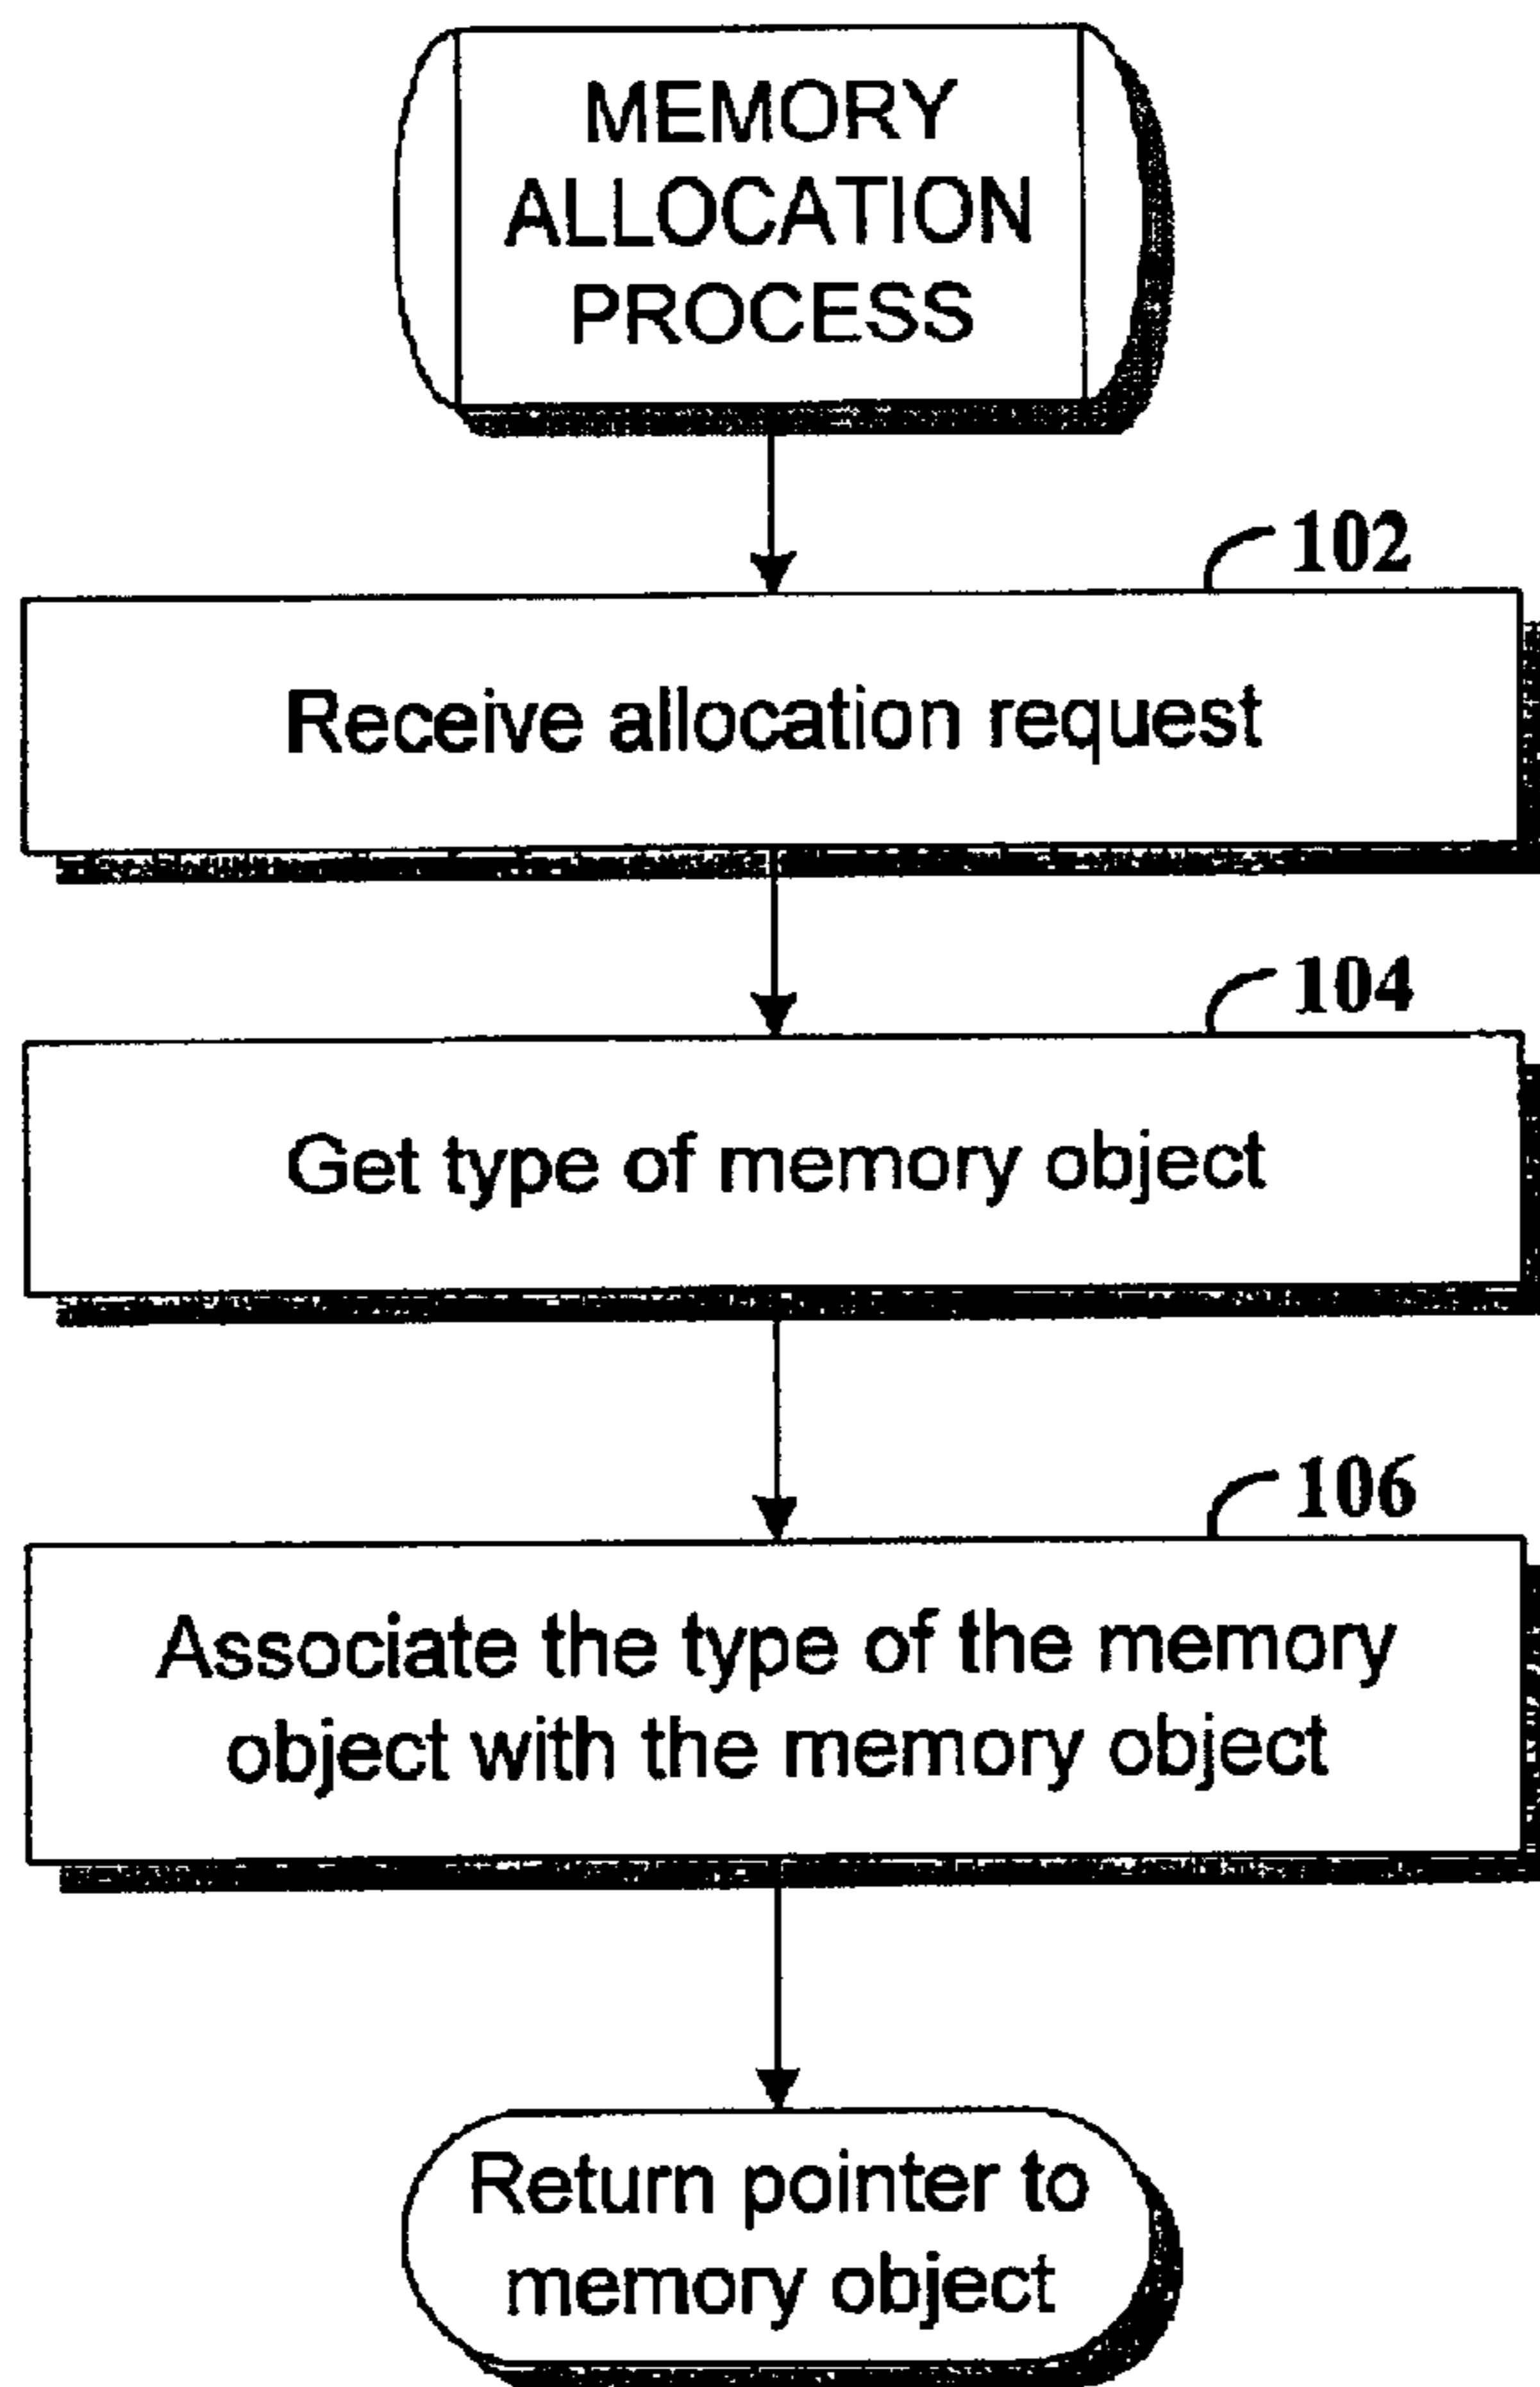 MEMORY
ALLOCATION
PROCESS
102
Receive allocation request
104
Get type of memory object
106
Associate the type of the memory
object with the memory object
Return pointer to
memory object